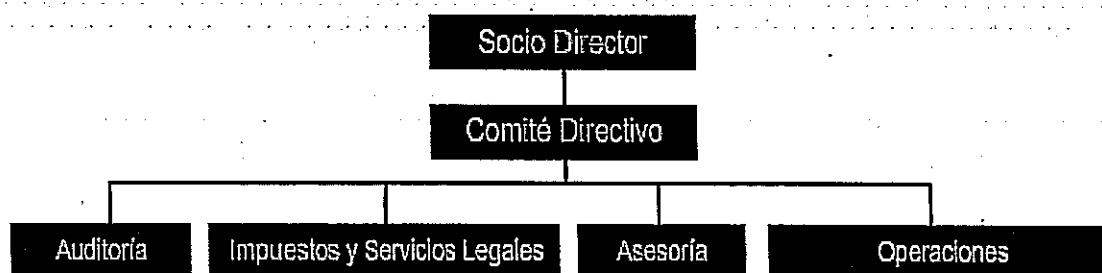 Socio Director
Comité Directivo
Auditoría
Impuestos y Servicios Legales
Asesoría
Operaciones